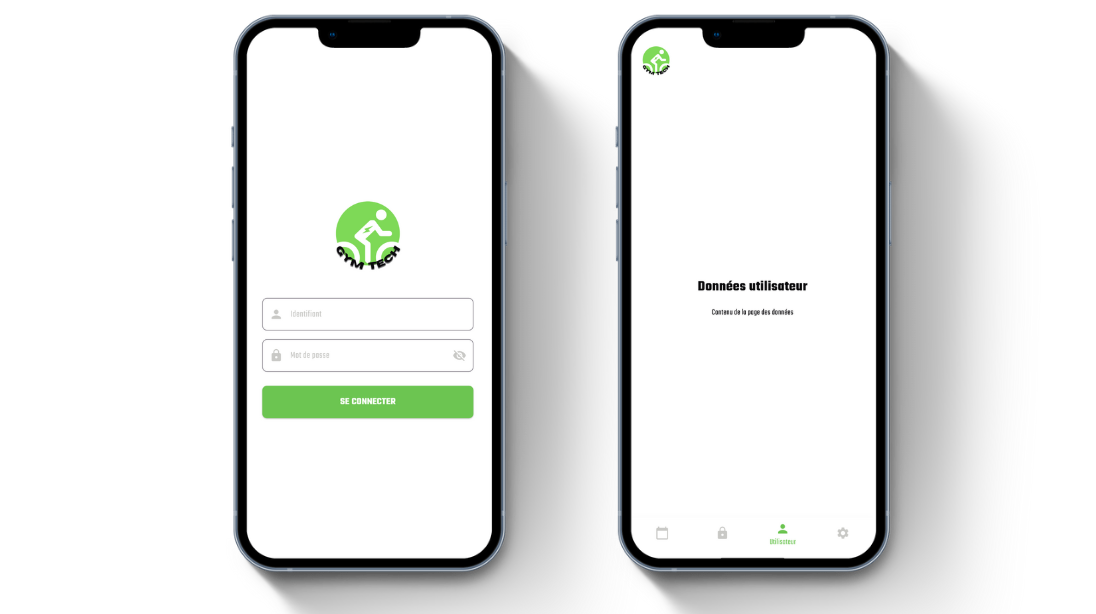 GYM TECH
Identifiant
Mot de passe
SE CONNECTER
GYM TECH
Données utilisateur
Contenu de la page des données
Utilisateur